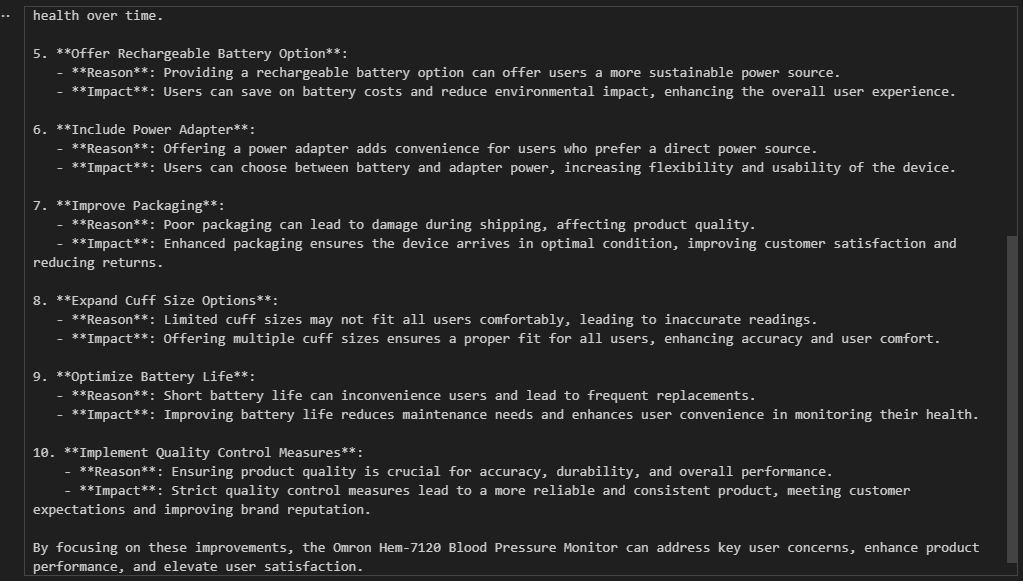 health over time.
5. **Offer Rechargeable Battery Option**:
- **Reason**: Providing a rechargeable battery option can offer users a more sustainable power source.
- **Impact**: Users can save on battery costs and reduce environmental impact, enhancing the overall user experience.
6. **Include Power Adapter**:
- **Reason**: Offering a power adapter adds convenience for users who prefer a direct power source.
- **Impact**: Users can choose between battery and adapter power, increasing flexibility and usability of the device.
7. **Improve Packaging**:
- **Reason**: Poor packaging can lead to damage during shipping, affecting product quality.
- **Impact**: Enhanced packaging ensures the device arrives in optimal condition, improving customer satisfaction and
reducing returns.
8. **Expand Cuff Size Options**:
- **Reason**: Limited cuff sizes may not fit all users comfortably, leading to inaccurate readings.
- **Impact**: Offering multiple cuff sizes ensures a proper fit for all users, enhancing accuracy and user comfort.
9. **Optimize Battery Life**:
- **Reason**: Short battery life can inconvenience users and lead to frequent replacements.
- **Impact**: Improving battery life reduces maintenance needs and enhances user convenience in monitoring their health.
10. **Implement Quality Control Measures**:
- **Reason**: Ensuring product quality is crucial for accuracy, durability, and overall performance.
- **Impact**: Strict quality control measures lead to a more reliable and consistent product, meeting customer
expectations and improving brand reputation.
By focusing on these improvements, the Omron Hem-7120 Blood Pressure Monitor can address key user concerns, enhance product
performance, and elevate user satisfaction.